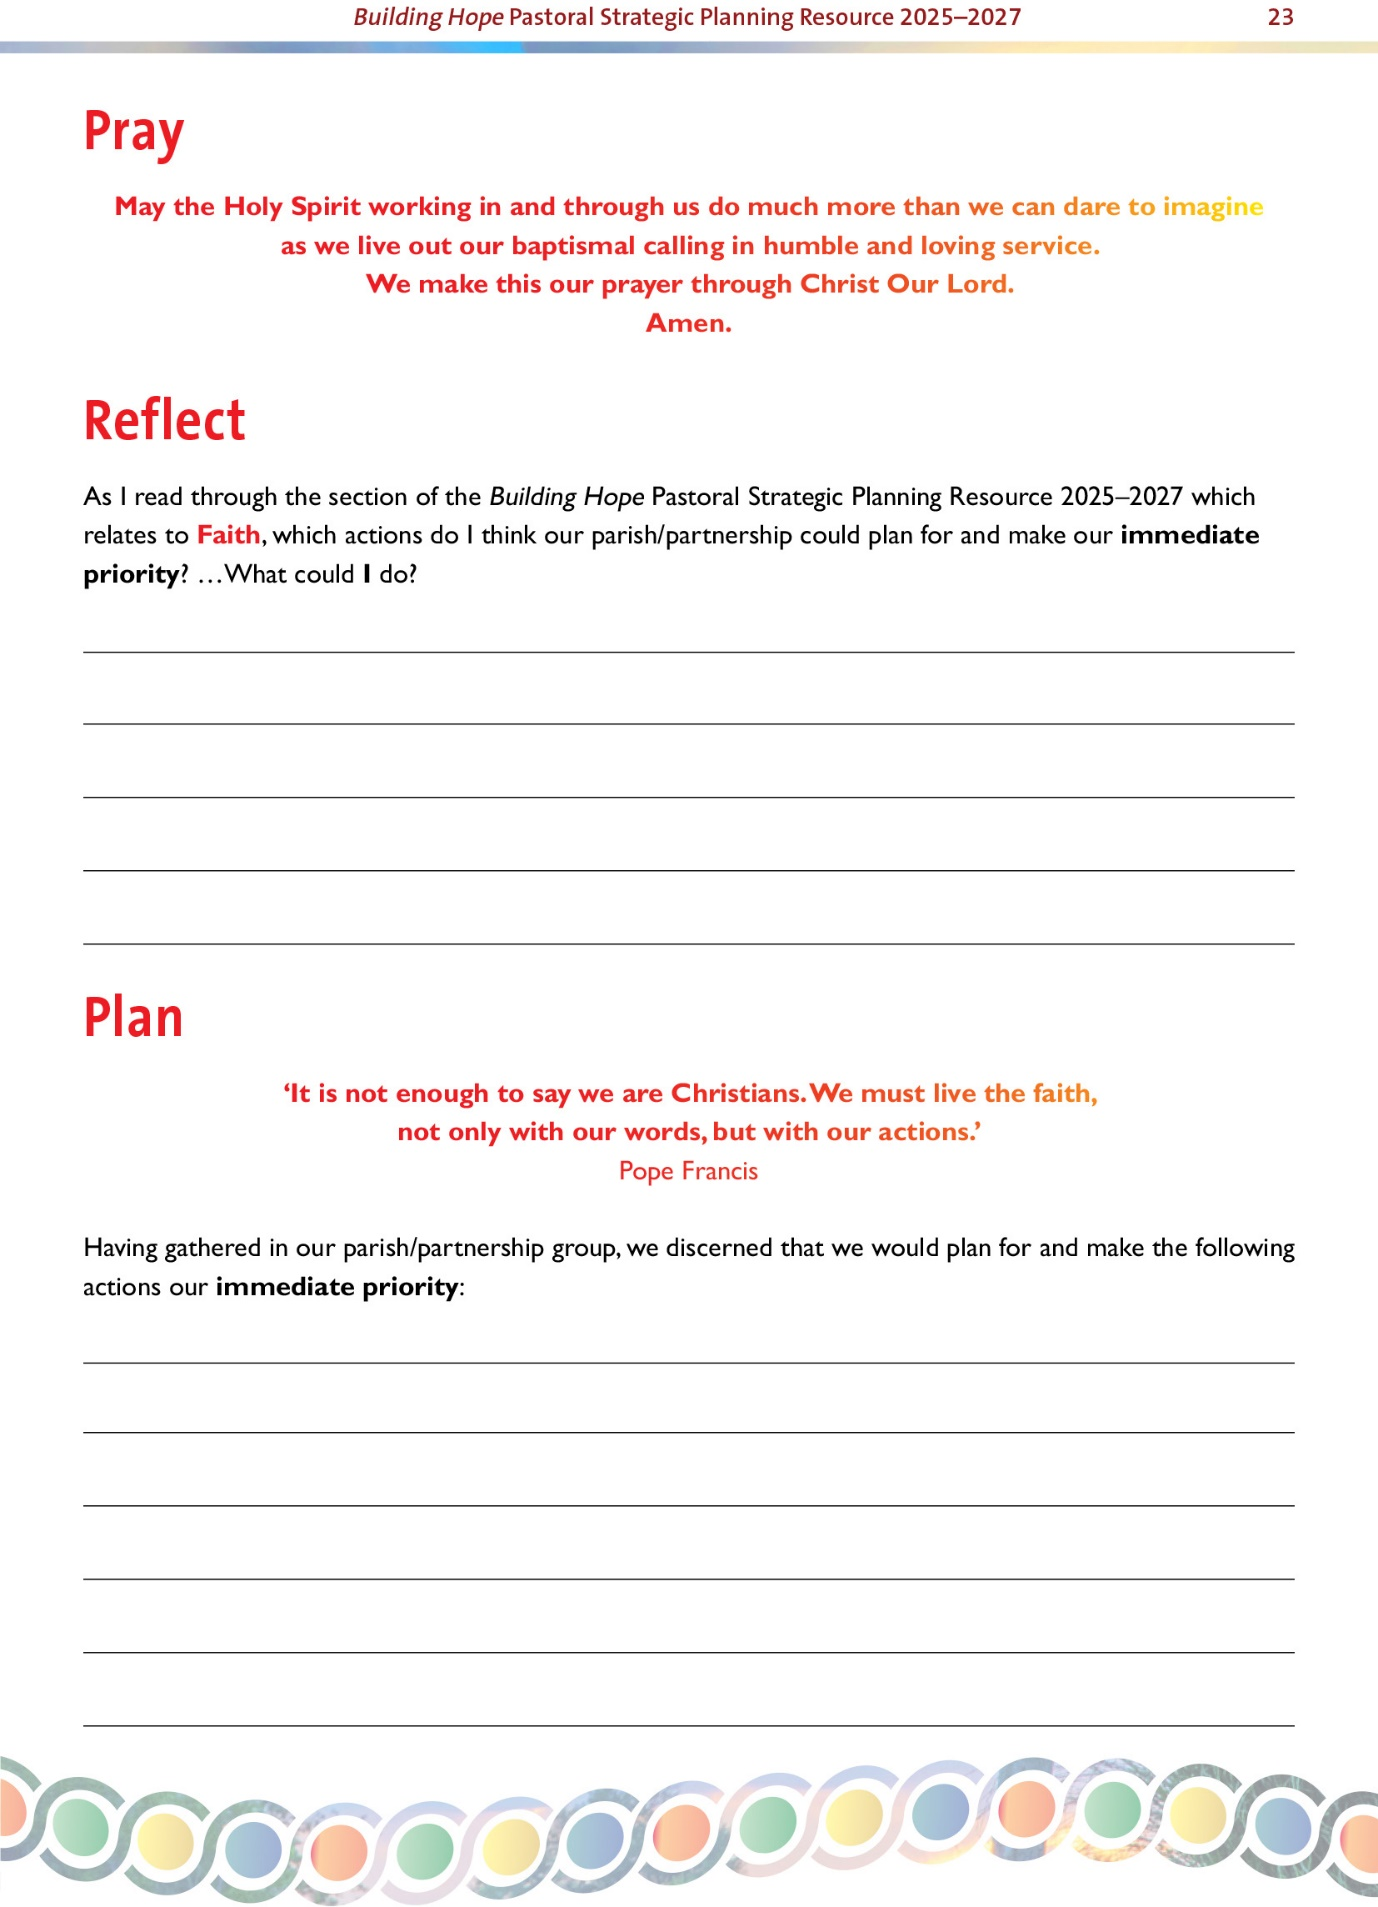 Building Hope Pastoral Strategic Planning Resource 2025–2027 23
Pray
May the Holy Spirit working in and through us do much more than we can dare to imagine
as we live out our baptismal calling in humble and loving service.
We make this our prayer through Christ Our Lord.
Amen.
Reflect
As I read through the section of the Building Hope Pastoral Strategic Planning Resource 2025–2027 which
relates to Faith, which actions do I think our parish/partnership could plan for and make our immediate
priority? …What could I do?
Plan
‘It is not enough to say we are Christians. We must live the faith,
not only with our words, but with our actions.’
Pope Francis
Having gathered in our parish/partnership group, we discerned that we would plan for and make the following
actions our immediate priority: